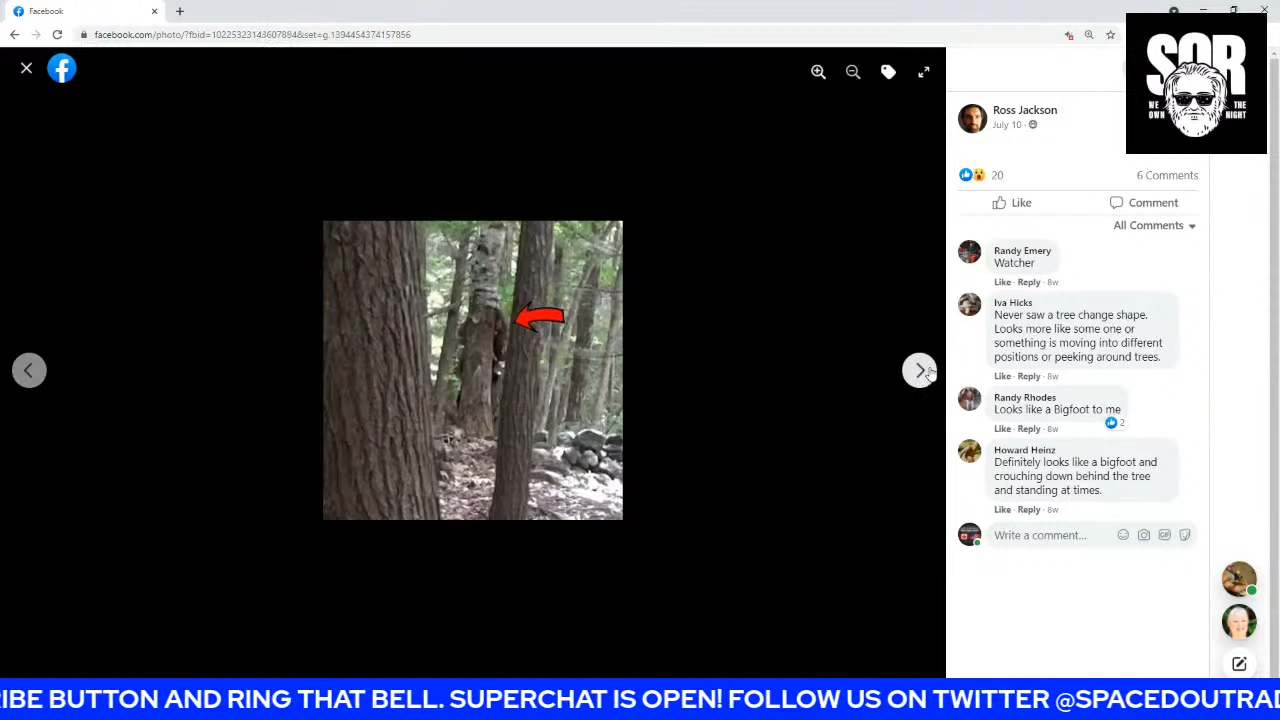 Facebook
facebook.com/photo/?fbid=10225323143607894&set=g.1394454374157856
SOR
WE THE
OWN NIGHT
Ross Jackson
July 10 ·
20 6 Comments
Like Comment
All Comments
Randy Emery
Watcher
Like · Reply · 8w
Iva Hicks
Never saw a tree change shape.
Looks more like some one or
something is moving into different
positions or peeking around trees.
Like · Reply · 8w
Randy Rhodes
Looks like a Bigfoot to me
2
Like · Reply · 8w
Howard Heinz
Definitely looks like a bigfoot and
crouching down behind the tree
and standing at times.
Like · Reply · 8w
Write a comment...
GIF
RIBE BUTTON AND RING THAT BELL. SUPERCHAT IS OPEN! FOLLOW US ON TWITTER @SPACEDOUTRAD